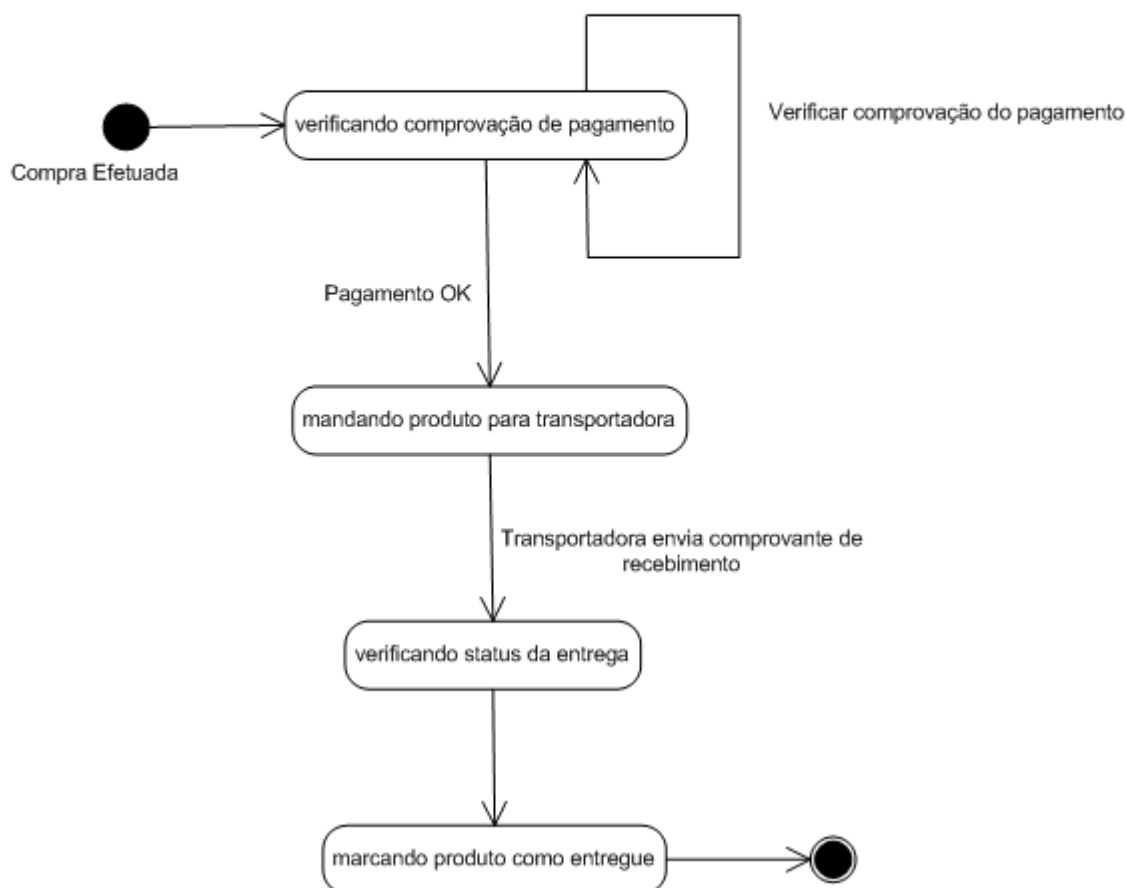 verificando comprovação de pagamento
Verificar comprovação do pagamento
Compra Efetuada
Pagamento OK
mandando produto para transportadora
Transportadora envia comprovante de
recebimento
verificando status da entrega
marcando produto como entregue